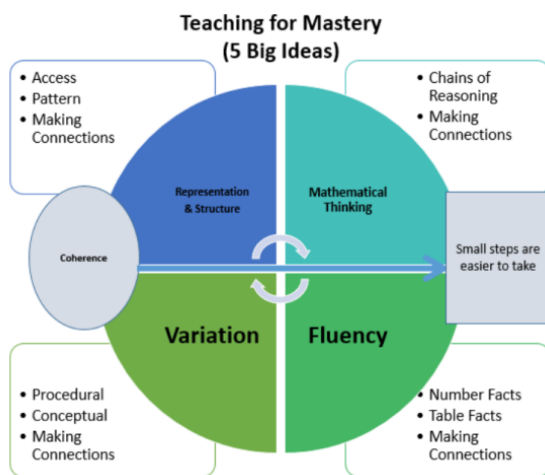 Teaching for Mastery
(5 Big Ideas)
• Access
• Pattern
• Making
Connections
• Chains of
Reasoning
• Making
Connections
Representation
& Structure
Mathematical
Thinking
Coherence
Small steps are
easier to take
Variation
Fluency
• Procedural
• Conceptual
• Making
Connections
• Number Facts
• Table Facts
• Making
Connections